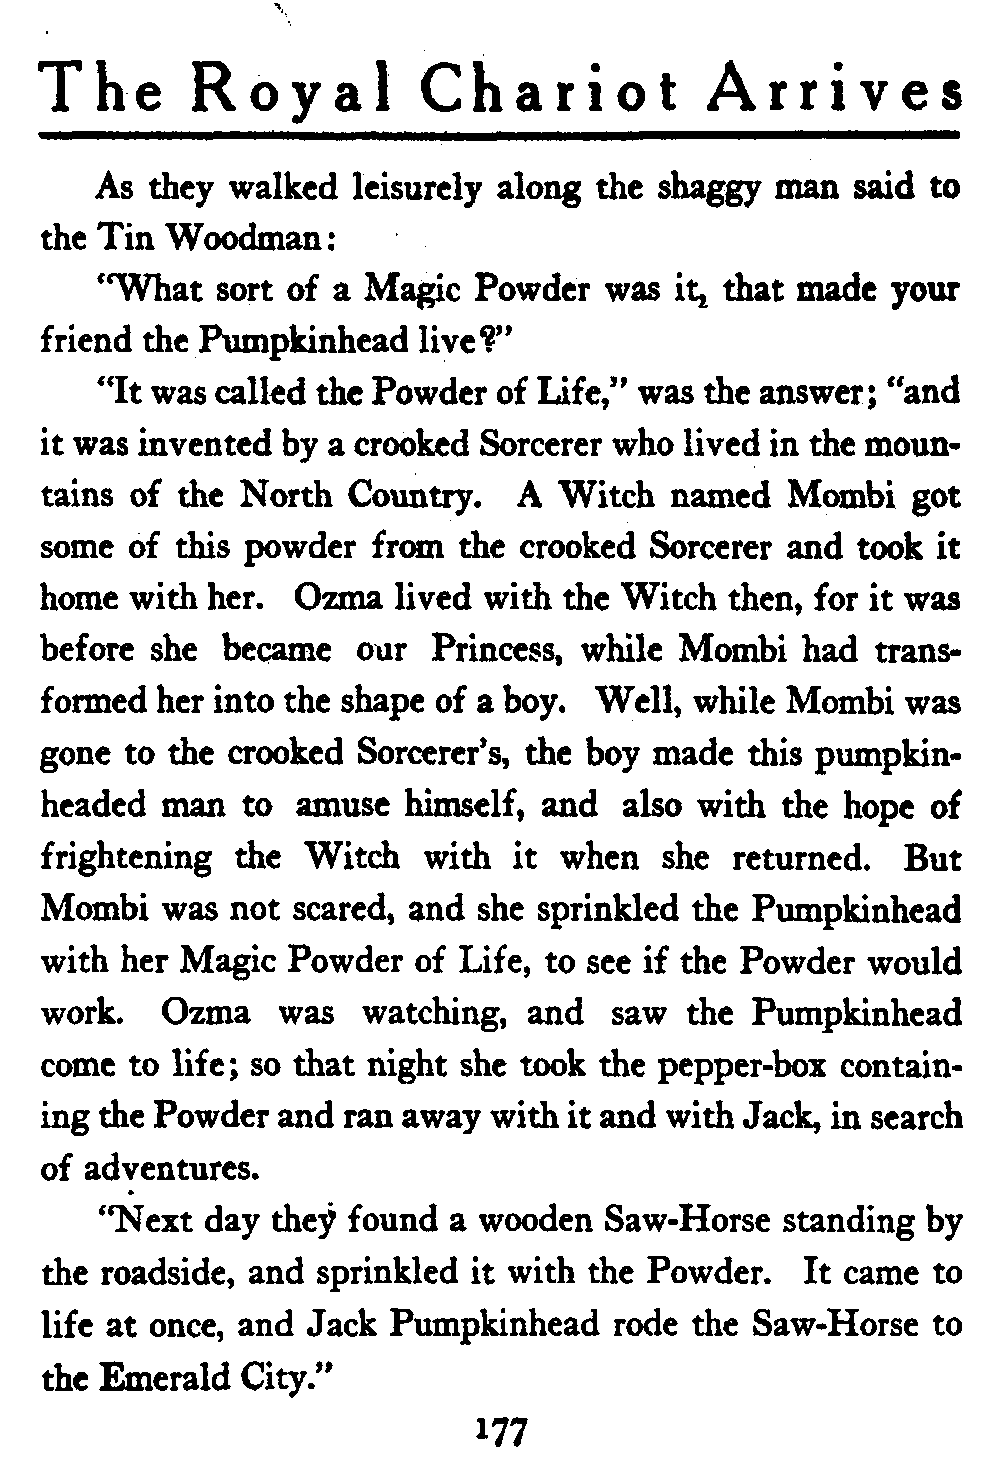 The Royal Chariot Arrives
As they walked leisurely along the shaggy man said to
the Tin Woodman:
“What sort of a Magic Powder was it, that made your
friend the Pumpkinhead live?”
“It was called the Powder of Life,” was the answer; “and
it was invented by a crooked Sorcerer who lived in the moun-
tains of the North Country. A Witch named Mombi got
some of this powder from the crooked Sorcerer and took it
home with her. Ozma lived with the Witch then, for it was
before she became our Princess, while Mombi had trans-
formed her into the shape of a boy. Well, while Mombi was
gone to the crooked Sorcerer’s, the boy made this pumpkin-
headed man to amuse himself, and also with the hope of
frightening the Witch with it when she returned. But
Mombi was not scared, and she sprinkled the Pumpkinhead
with her Magic Powder of Life, to see if the Powder would
work. Ozma was watching, and saw the Pumpkinhead
come to life; so that night she took the pepper-box contain-
ing the Powder and ran away with it and with Jack, in search
of adventures.
“Next day they found a wooden Saw-Horse standing by
the roadside, and sprinkled it with the Powder. It came to
life at once, and Jack Pumpkinhead rode the Saw-Horse to
the Emerald City.”
177